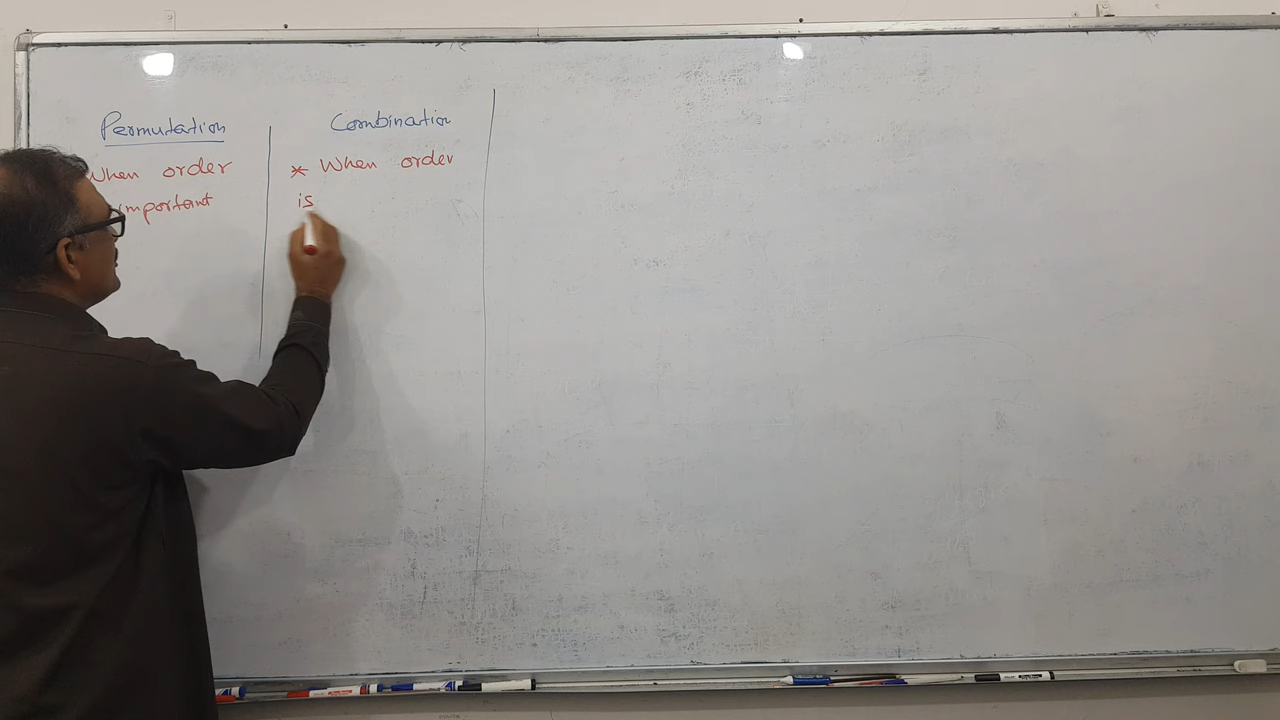 Permutation
When order
important
Combination
* When order
is